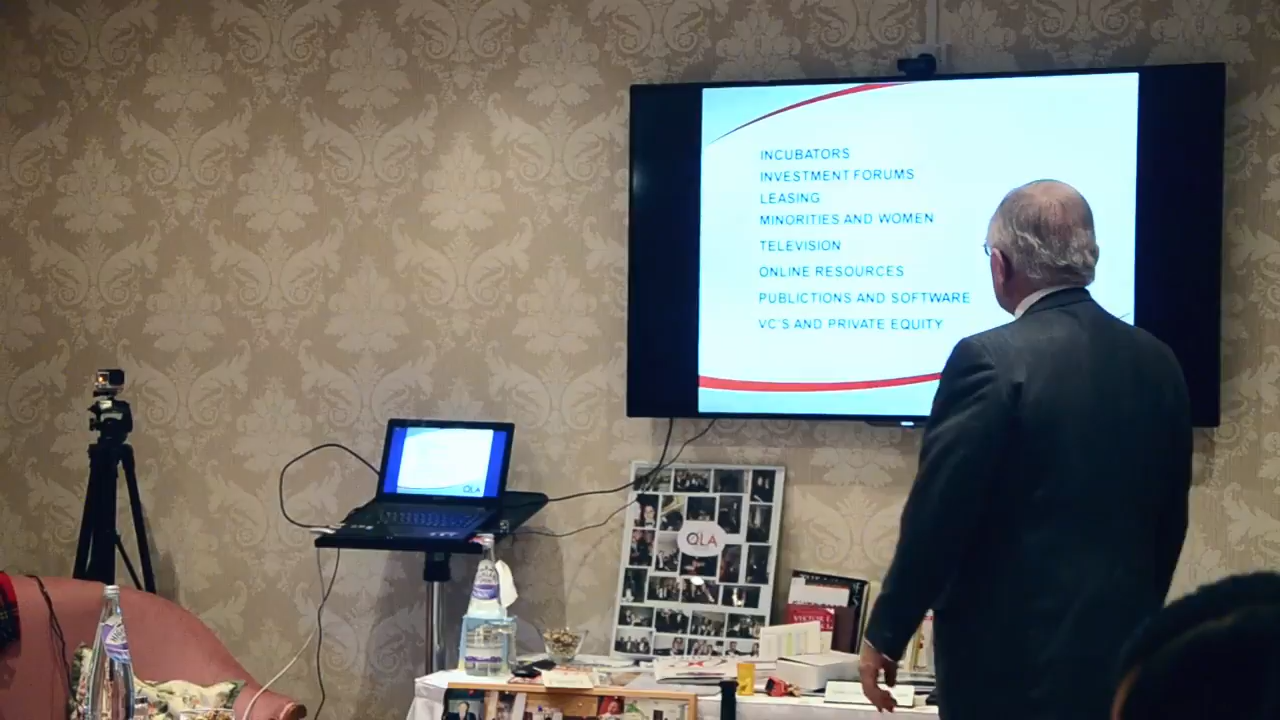 INCUBATORS
INVESTMENT FORUMS
LEASING
MINORITIES AND WOMEN
TELEVISION
ONLINE RESOURCES
PUBLICTIONS AND SOFTWARE
VC'S AND PRIVATE EQUITY
QLA
QLA